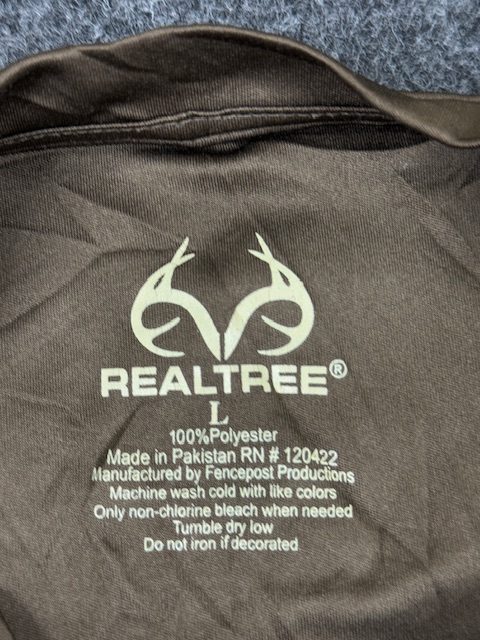 REALTREE®
L
100%Polyester
Made in Pakistan RN # 120422
Manufactured by Fencepost Productions
Machine wash cold with like colors
Only non-chlorine bleach when needed
Tumble dry low
Do not iron if decorated